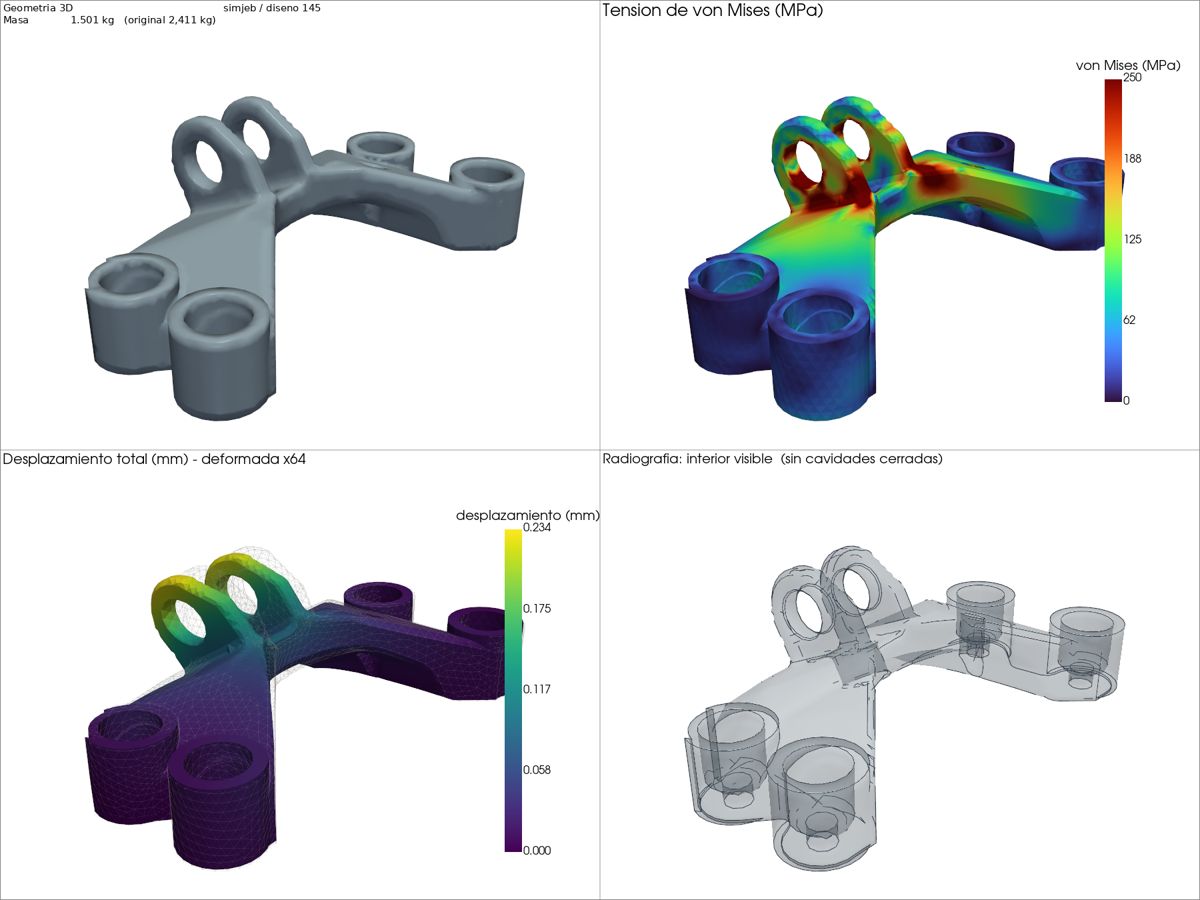 Geometria 3D simjeb / diseno 145
Masa 1.501 kg (original 2,411 kg)
Tension de von Mises (MPa)
von Mises (MPa)
250
188
125
62
0
Desplazamiento total (mm) - deformada x64
desplazamiento (mm)
0.234
0.175
0.117
0.058
0.000
Radiografia: interior visible (sin cavidades cerradas)